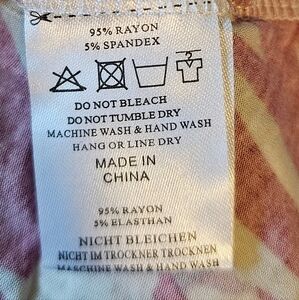 95% RAYON
5% SPANDEX
DO NOT BLEACH
DO NOT TUMBLE DRY
MACHINE WASH & HAND WASH
HANG OR LINE DRY
MADE IN
CHINA
95% RAYON
5% ELASTHAN
NICHT BLEICHEN
NICHT IM TROCKNER TROCKNEN
MASCHINE WASH & HAND WASH